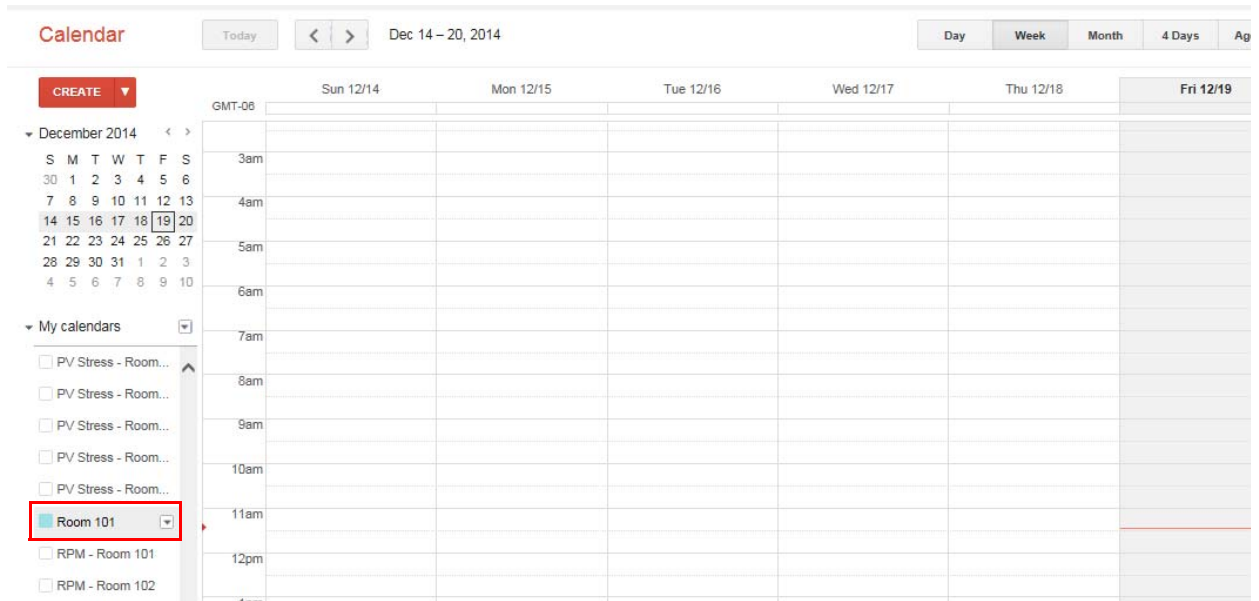 Calendar
Today
Dec 14 – 20, 2014
Day
Week
Month
4 Days
CREATE
Sun 12/14
Mon 12/15
Tue 12/16
Wed 12/17
Thu 12/18
Fri 12/19
GMT-06
December 2014
S M T W T F S
30 1 2 3 4 5 6
7 8 9 10 11 12 13
14 15 16 17 18 19 20
21 22 23 24 25 26 27
28 29 30 31 1 2 3
4 5 6 7 8 9 10
My calendars
PV Stress - Room...
PV Stress - Room...
PV Stress - Room...
PV Stress - Room...
PV Stress - Room...
Room 101
RPM - Room 101
RPM - Room 102
3am
4am
5am
6am
7am
8am
9am
10am
11am
12pm